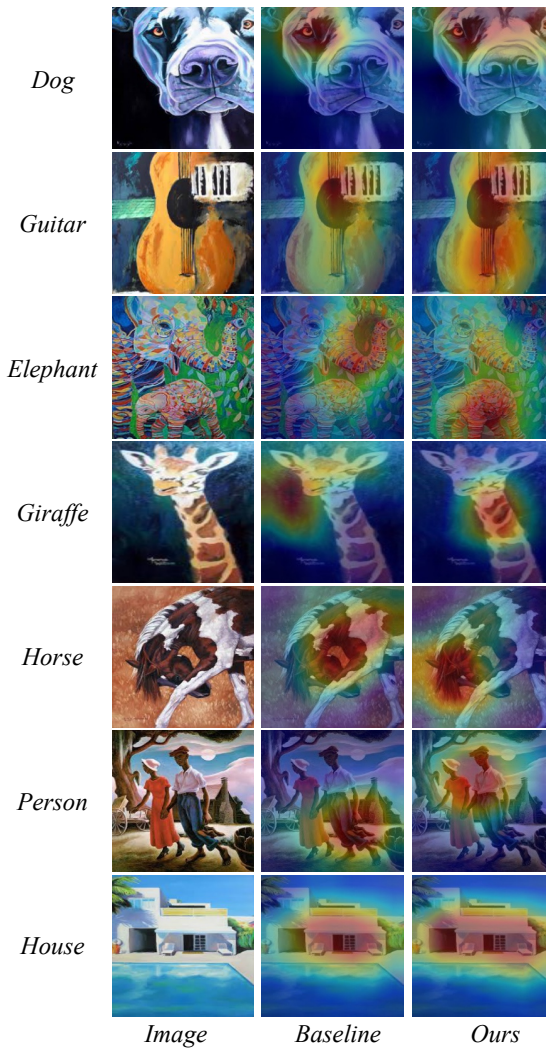 Dog
Guitar
Elephant
Giraffe
Horse
Person
House
Image Baseline Ours